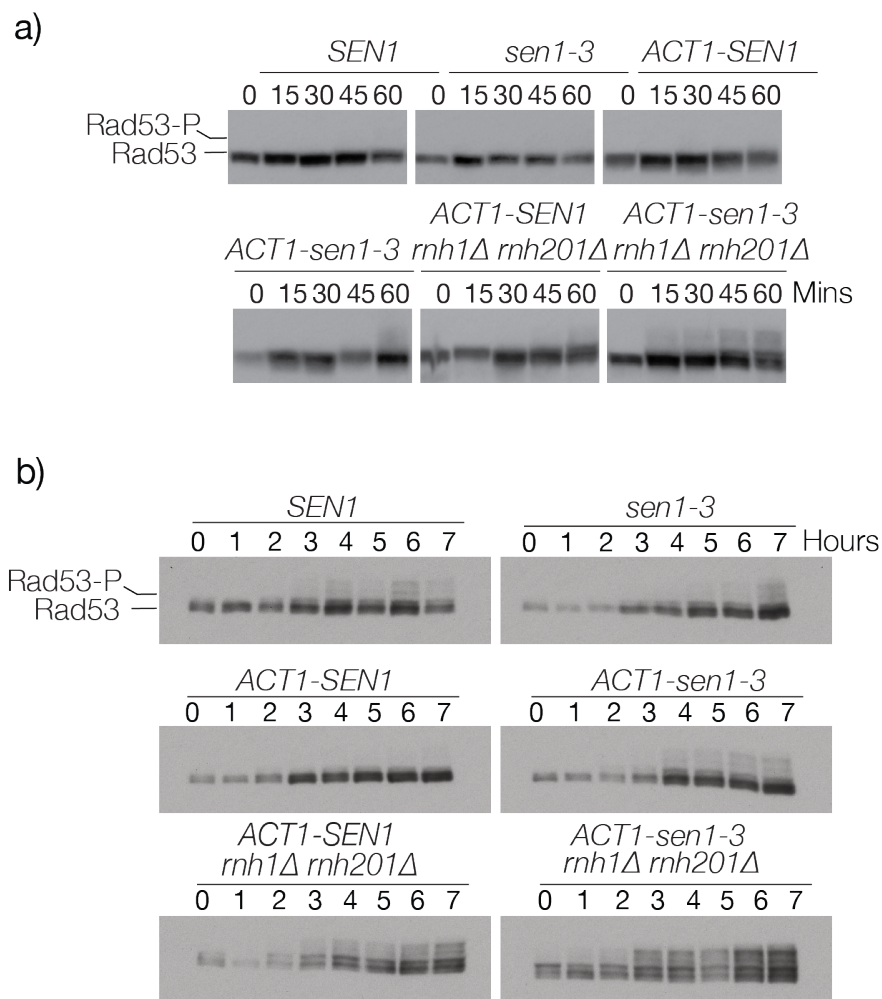 a)
SEN1 sen1-3 ACT1-SEN1
0 15 30 45 60 0 15 30 45 60 0 15 30 45 60
Rad53-P
Rad53
ACT1-SEN1 ACT1-sen1-3
ACT1-sen1-3 rnh1Δ rnh201Δ rnh1Δ rnh201Δ
0 15 30 45 60 0 15 30 45 60 0 15 30 45 60 Mins
b)
SEN1 sen1-3
0 1 2 3 4 5 6 7 0 1 2 3 4 5 6 7 Hours
Rad53-P
Rad53
ACT1-SEN1 ACT1-sen1-3
0 1 2 3 4 5 6 7 0 1 2 3 4 5 6 7
ACT1-SEN1 ACT1-sen1-3
rnh1Δ rnh201Δ rnh1Δ rnh201Δ
0 1 2 3 4 5 6 7 0 1 2 3 4 5 6 7